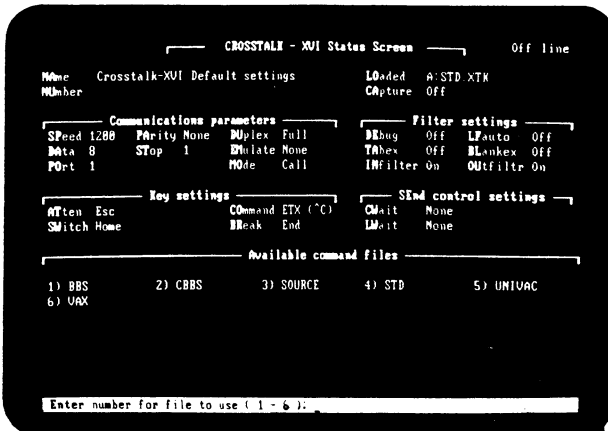 CROSSTALK - XVI Status Screen Off line
NAme Crosstalk-XVI Default settings LOaded A:STD.XTK
NUmber CApture Off
Communications parameters Filter settings
SPeed 1200 PArity None DUplex Full DEbug Off LFauto Off
DAta 8 STop 1 EMulate None TAbex Off BLankex Off
POrt 1 MOde Call INfilter On OUtfiltr On
Key settings SEnd control settings
ATten Esc COmmand ETX (^C) CWait None
SWitch Home BReak End LWait None
Available command files
1) BBS 2) CBBS 3) SOURCE 4) STD 5) UNIVAC
6) VAX
Enter number for file to use ( 1 - 6 ):